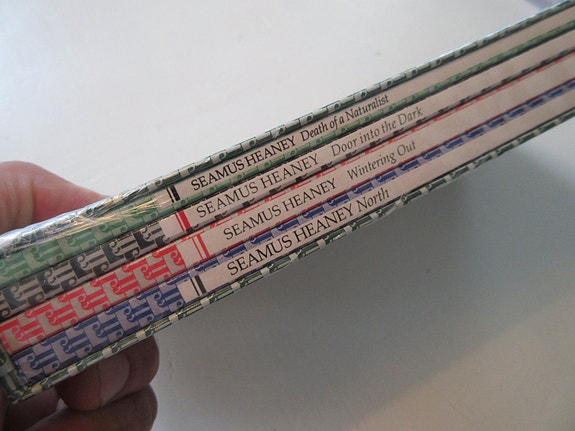 SEAMUS HEANEY Death of a Naturalist
SEAMUS HEANEY Door into the Dark
SEAMUS HEANEY Wintering Out
SEAMUS HEANEY North